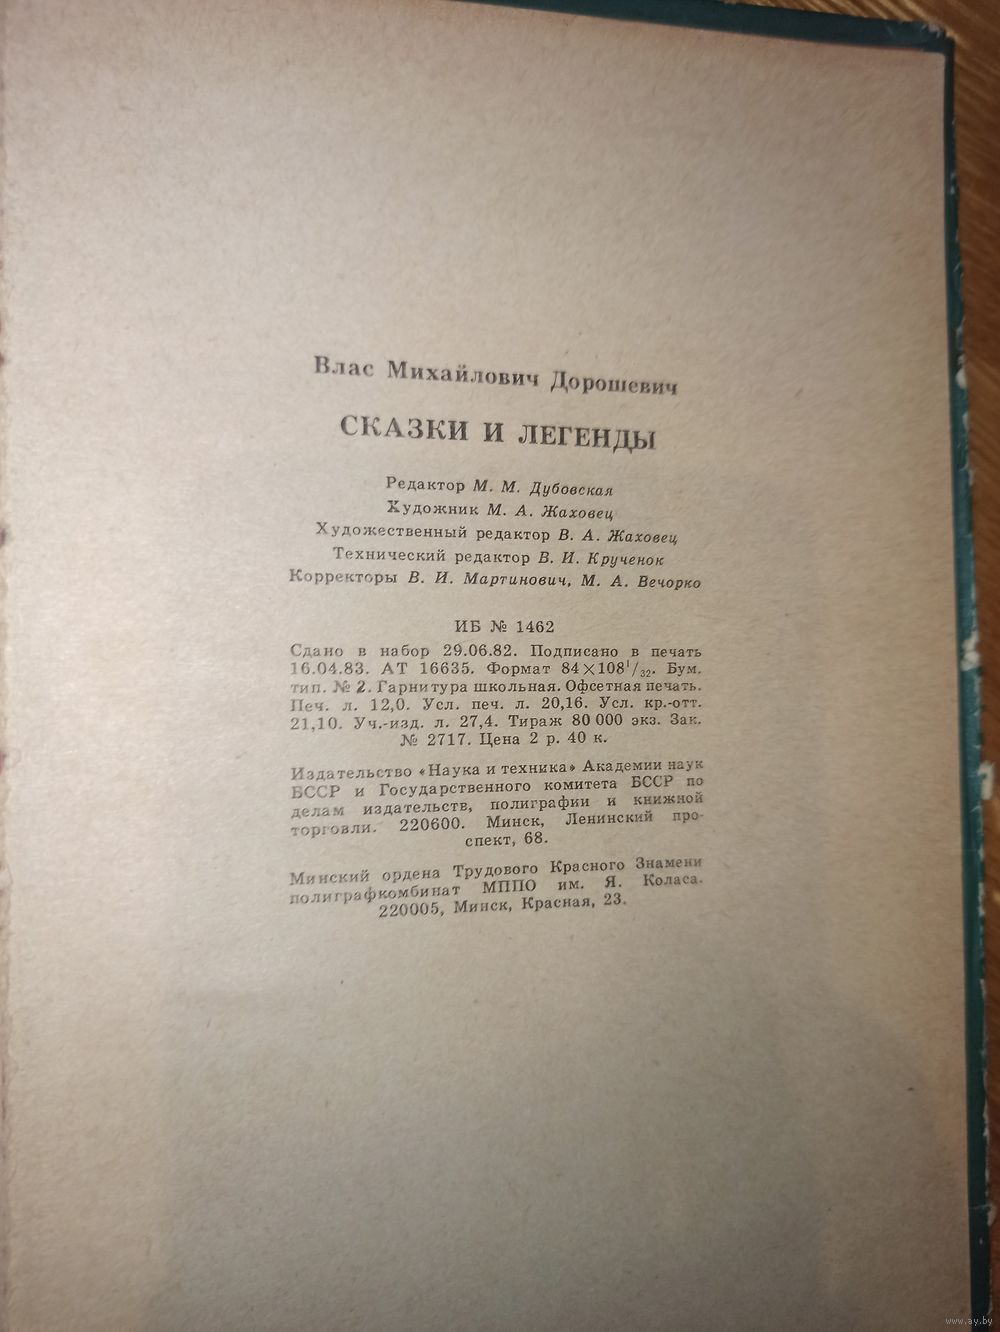 Влас Михайлович Дорошевич
СКАЗКИ И ЛЕГЕНДЫ
Редактор М. М. Дубовская
Художник М. А. Жаховец
Художественный редактор В. А. Жаховец
Технический редактор В. И. Крученок
Корректоры В. И. Мартинович, М. А. Вечорко
ИБ № 1462
Сдано в набор 29.06.82. Подписано в печать
16.04.83. АТ 16635. Формат 84×108¹/₃₂. Бум.
тип. № 2. Гарнитура школьная. Офсетная печать.
Печ. л. 12,0. Усл. печ. л. 20,16. Усл. кр.-отт.
21,10. Уч.-изд. л. 27,4. Тираж 80 000 экз. Зак.
№ 2717. Цена 2 р. 40 к.
Издательство «Наука и техника» Академии наук
БССР и Государственного комитета БССР по
делам издательств, полиграфии и книжной
торговли. 220600. Минск, Ленинский про-
спект, 68.
Минский ордена Трудового Красного Знамени
полиграфкомбинат МППО им. Я. Коласа.
220005, Минск, Красная, 23.
www.ay.by